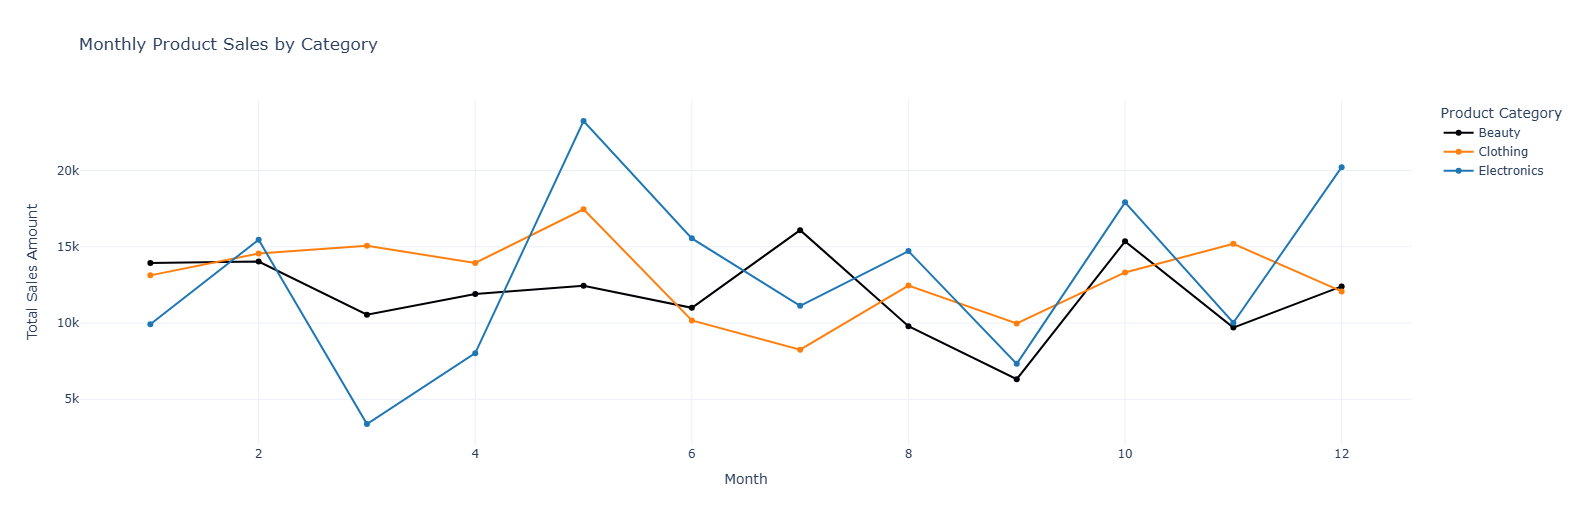 Monthly Product Sales by Category
Product Category
Beauty
Clothing
Electronics
Total Sales Amount
20k
15k
10k
5k
2
4
6
8
10
12
Month